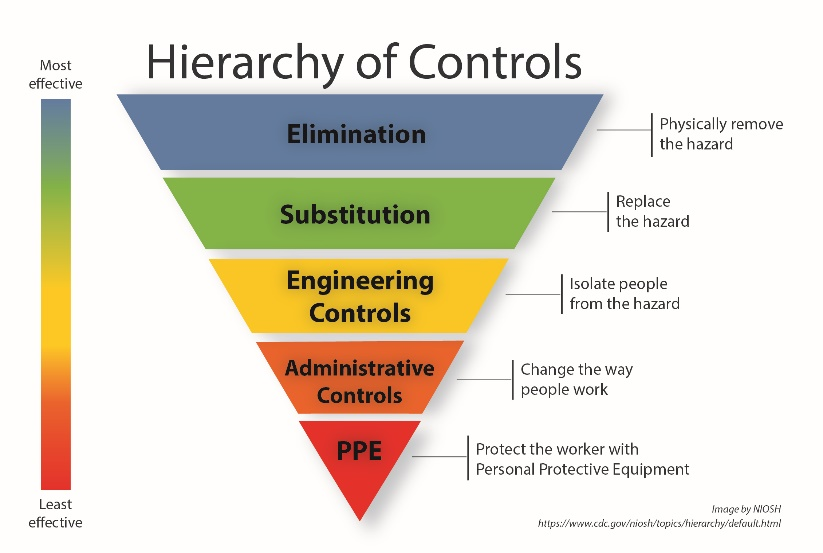 Hierarchy of Controls
Most
effective
Elimination
Physically remove
the hazard
Substitution
Replace
the hazard
Engineering
Controls
Isolate people
from the hazard
Administrative
Controls
Change the way
people work
PPE
Protect the worker with
Personal Protective Equipment
Least
effective
Image by NIOSH
https://www.cdc.gov/niosh/topics/hierarchy/default.html